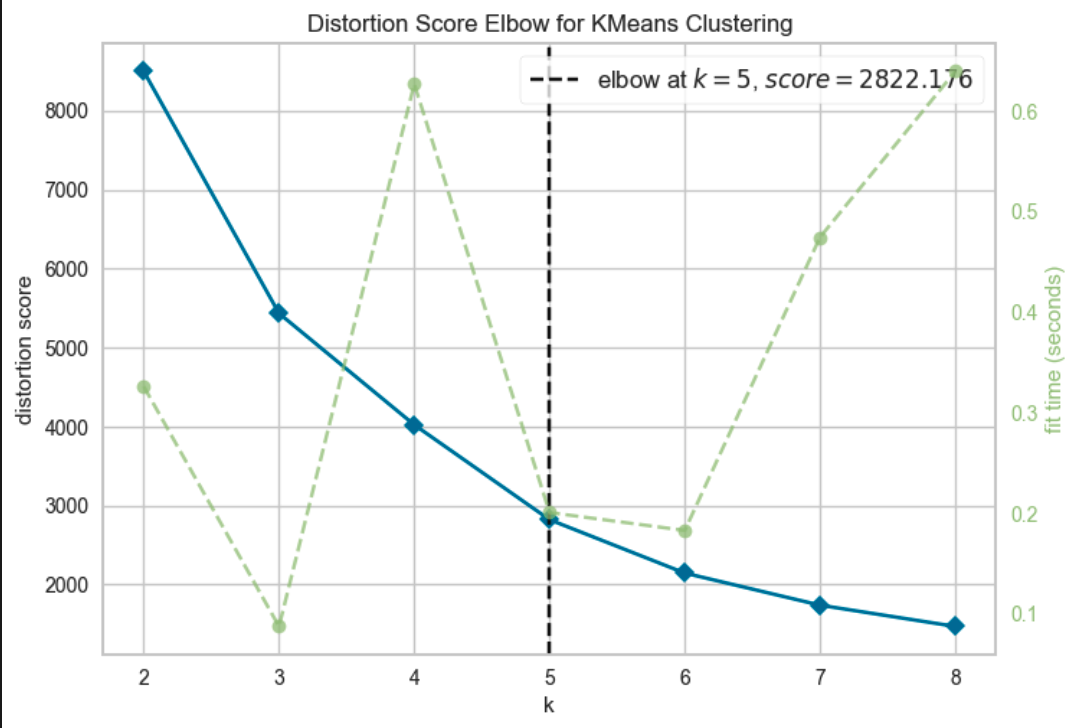 Distortion Score Elbow for KMeans Clustering
elbow at k = 5, score = 2822.176
distortion score
8000
7000
6000
5000
4000
3000
2000
fit time (seconds)
0.6
0.5
0.4
0.3
0.2
0.1
2 3 4 5 6 7 8
k